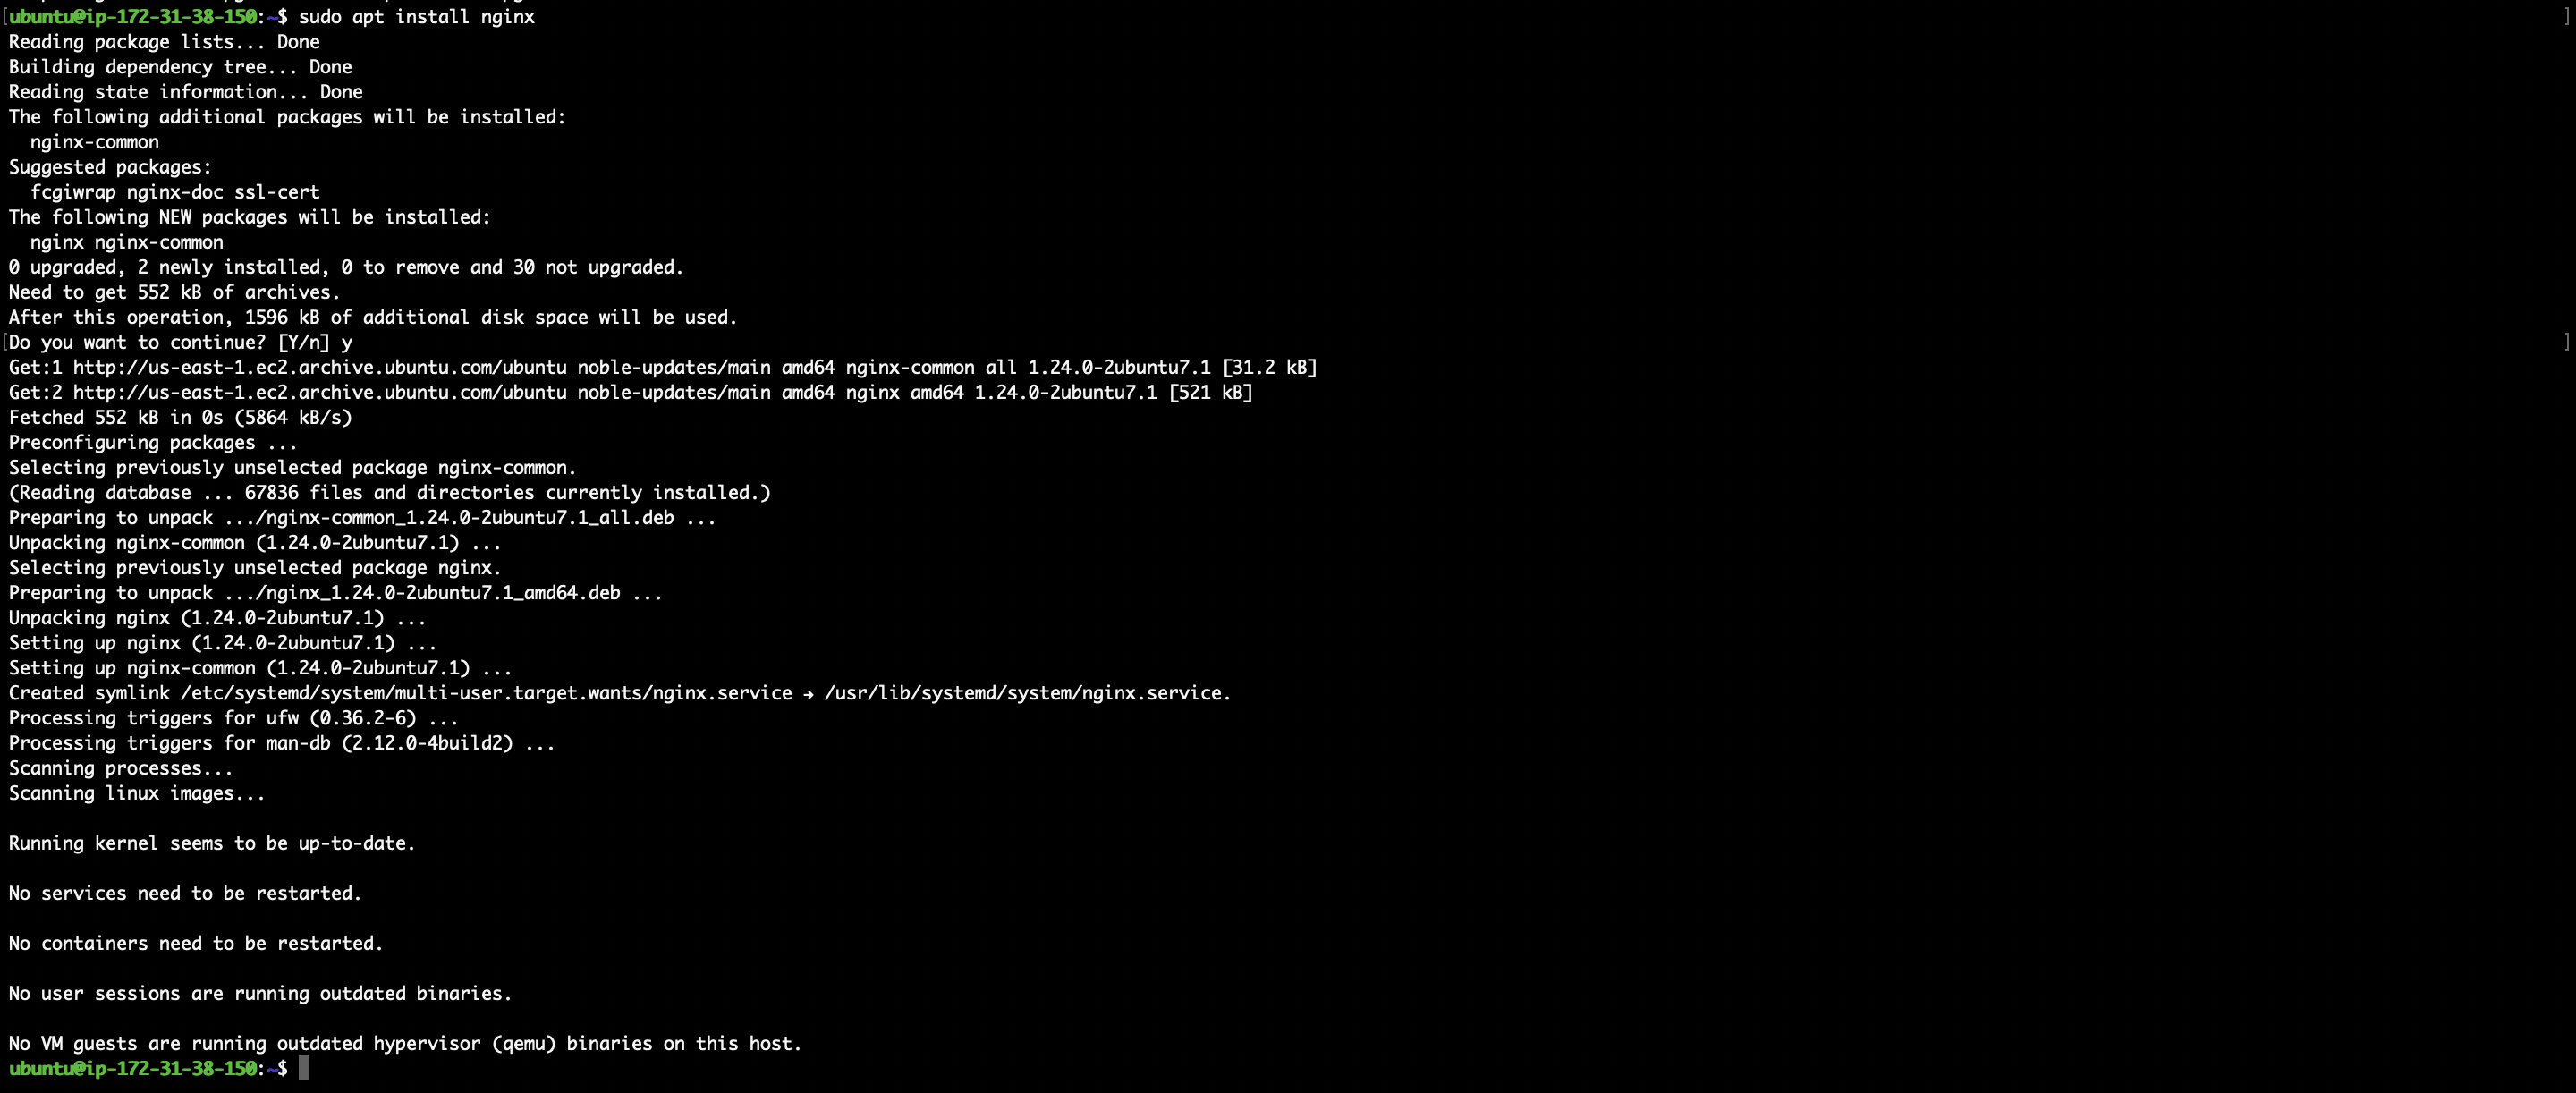 [ubuntu@ip-172-31-38-150:~$ sudo apt install nginx ]
Reading package lists... Done
Building dependency tree... Done
Reading state information... Done
The following additional packages will be installed:
  nginx-common
Suggested packages:
  fcgiwrap nginx-doc ssl-cert
The following NEW packages will be installed:
  nginx nginx-common
0 upgraded, 2 newly installed, 0 to remove and 30 not upgraded.
Need to get 552 kB of archives.
After this operation, 1596 kB of additional disk space will be used.
[Do you want to continue? [Y/n] y ]
Get:1 http://us-east-1.ec2.archive.ubuntu.com/ubuntu noble-updates/main amd64 nginx-common all 1.24.0-2ubuntu7.1 [31.2 kB]
Get:2 http://us-east-1.ec2.archive.ubuntu.com/ubuntu noble-updates/main amd64 nginx amd64 1.24.0-2ubuntu7.1 [521 kB]
Fetched 552 kB in 0s (5864 kB/s)
Preconfiguring packages ...
Selecting previously unselected package nginx-common.
(Reading database ... 67836 files and directories currently installed.)
Preparing to unpack .../nginx-common_1.24.0-2ubuntu7.1_all.deb ...
Unpacking nginx-common (1.24.0-2ubuntu7.1) ...
Selecting previously unselected package nginx.
Preparing to unpack .../nginx_1.24.0-2ubuntu7.1_amd64.deb ...
Unpacking nginx (1.24.0-2ubuntu7.1) ...
Setting up nginx (1.24.0-2ubuntu7.1) ...
Setting up nginx-common (1.24.0-2ubuntu7.1) ...
Created symlink /etc/systemd/system/multi-user.target.wants/nginx.service → /usr/lib/systemd/system/nginx.service.
Processing triggers for ufw (0.36.2-6) ...
Processing triggers for man-db (2.12.0-4build2) ...
Scanning processes...
Scanning linux images...

Running kernel seems to be up-to-date.

No services need to be restarted.

No containers need to be restarted.

No user sessions are running outdated binaries.

No VM guests are running outdated hypervisor (qemu) binaries on this host.
ubuntu@ip-172-31-38-150:~$